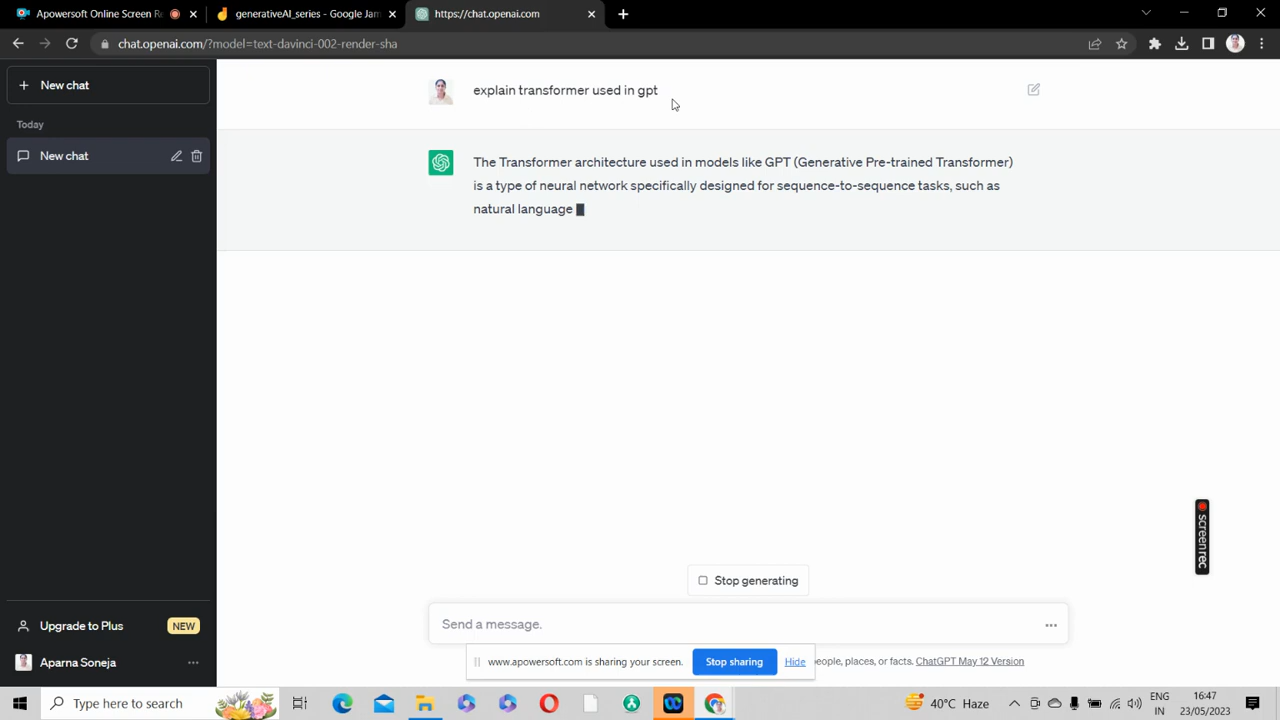 Apowersoft Online Screen Re
generativeAI_series - Google Jam
https://chat.openai.com
chat.openai.com/?model=text-davinci-002-render-sha
New chat
Today
New chat
explain transformer used in gpt
The Transformer architecture used in models like GPT (Generative Pre-trained Transformer)
is a type of neural network specifically designed for sequence-to-sequence tasks, such as
natural language
screenrec
Stop generating
Send a message.
Upgrade to Plus
NEW
Aparna Juneja
www.apowersoft.com is sharing your screen.
Stop sharing
Hide
people, places, or facts. ChatGPT May 12 Version
Type here to search
40°C Haze
ENG
IN
16:47
23/05/2023